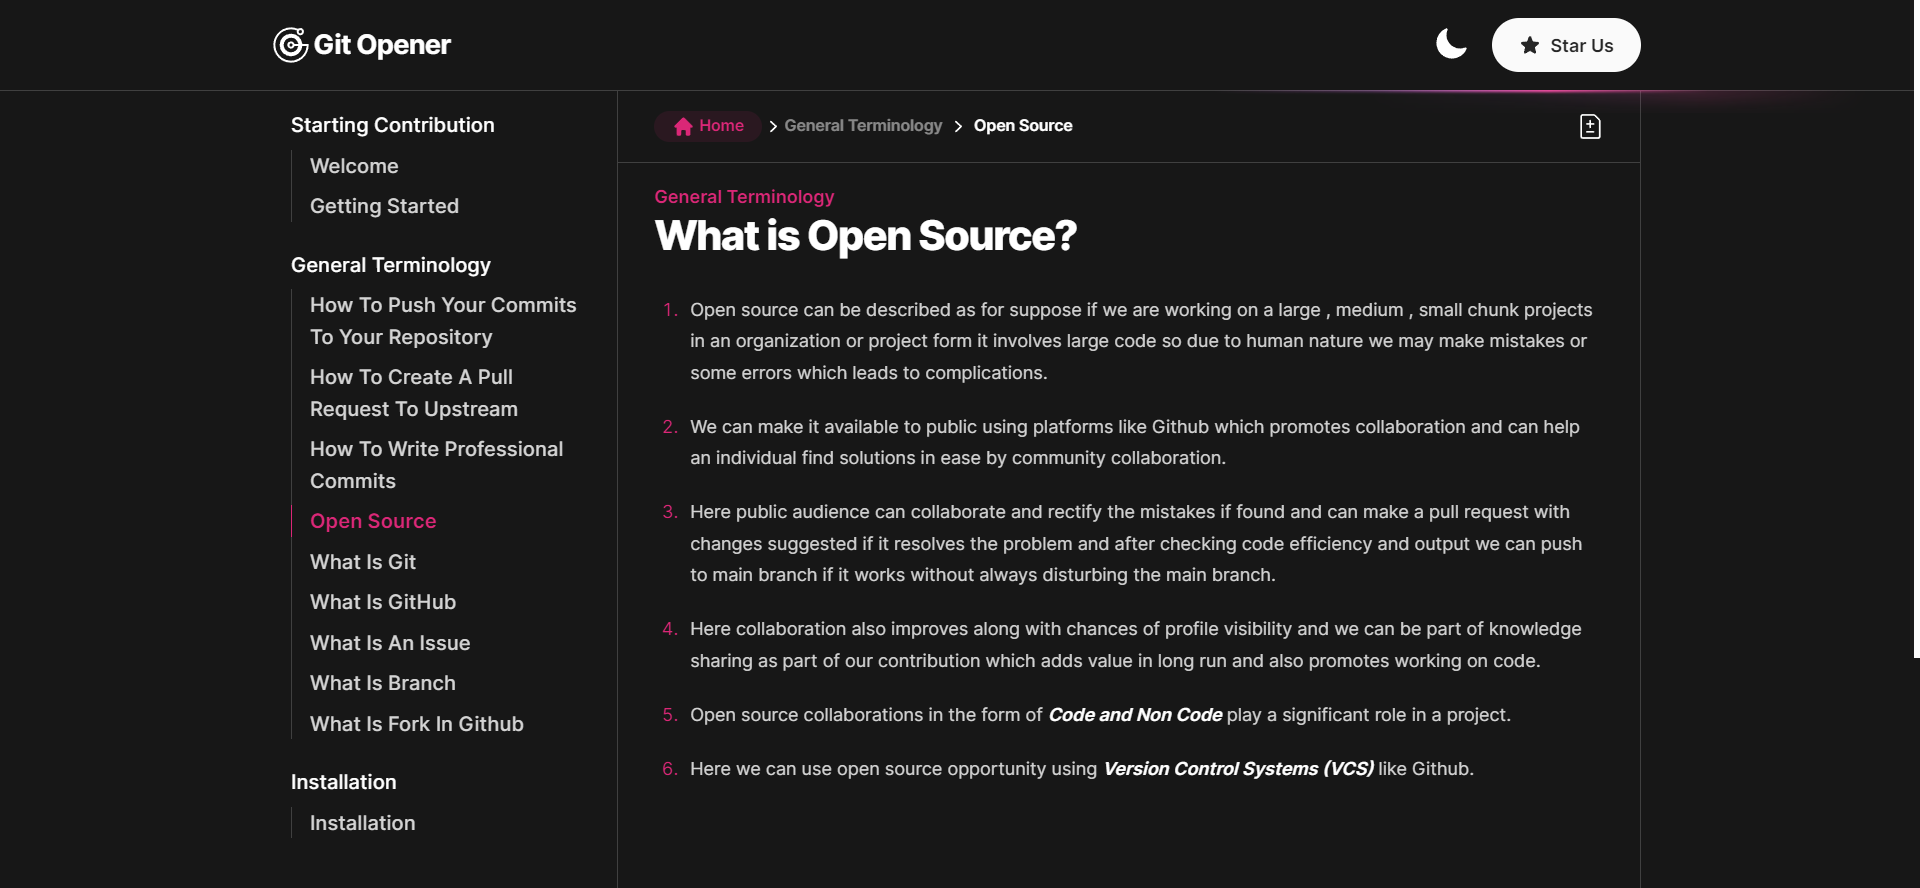 Git Opener
Star Us
Starting Contribution
Welcome
Getting Started
General Terminology
How To Push Your Commits
To Your Repository
How To Create A Pull
Request To Upstream
How To Write Professional
Commits
Open Source
What Is Git
What Is GitHub
What Is An Issue
What Is Branch
What Is Fork In Github
Installation
Installation
Home > General Terminology > Open Source
General Terminology
What is Open Source?
1. Open source can be described as for suppose if we are working on a large , medium , small chunk projects
in an organization or project form it involves large code so due to human nature we may make mistakes or
some errors which leads to complications.
2. We can make it available to public using platforms like Github which promotes collaboration and can help
an individual find solutions in ease by community collaboration.
3. Here public audience can collaborate and rectify the mistakes if found and can make a pull request with
changes suggested if it resolves the problem and after checking code efficiency and output we can push
to main branch if it works without always disturbing the main branch.
4. Here collaboration also improves along with chances of profile visibility and we can be part of knowledge
sharing as part of our contribution which adds value in long run and also promotes working on code.
5. Open source collaborations in the form of Code and Non Code play a significant role in a project.
6. Here we can use open source opportunity using Version Control Systems (VCS) like Github.